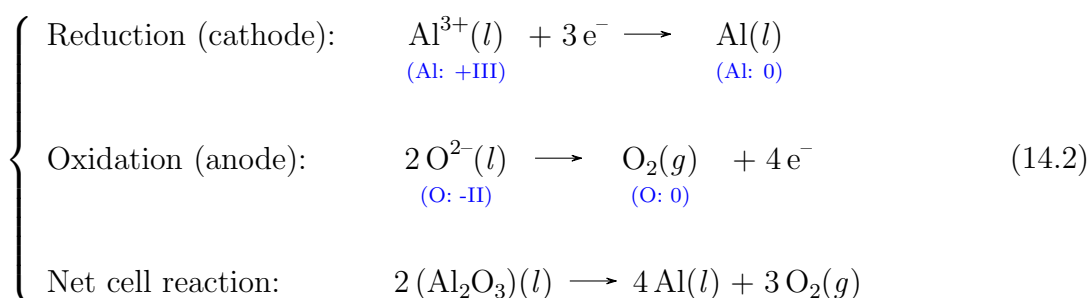 Reduction (cathode): Al³⁺(l) + 3 e⁻ ⟶ Al(l)
(Al: +III) (Al: 0)
Oxidation (anode): 2 O²⁻(l) ⟶ O₂(g) + 4 e⁻ (14.2)
(O: -II) (O: 0)
Net cell reaction: 2 (Al₂O₃)(l) ⟶ 4 Al(l) + 3 O₂(g)